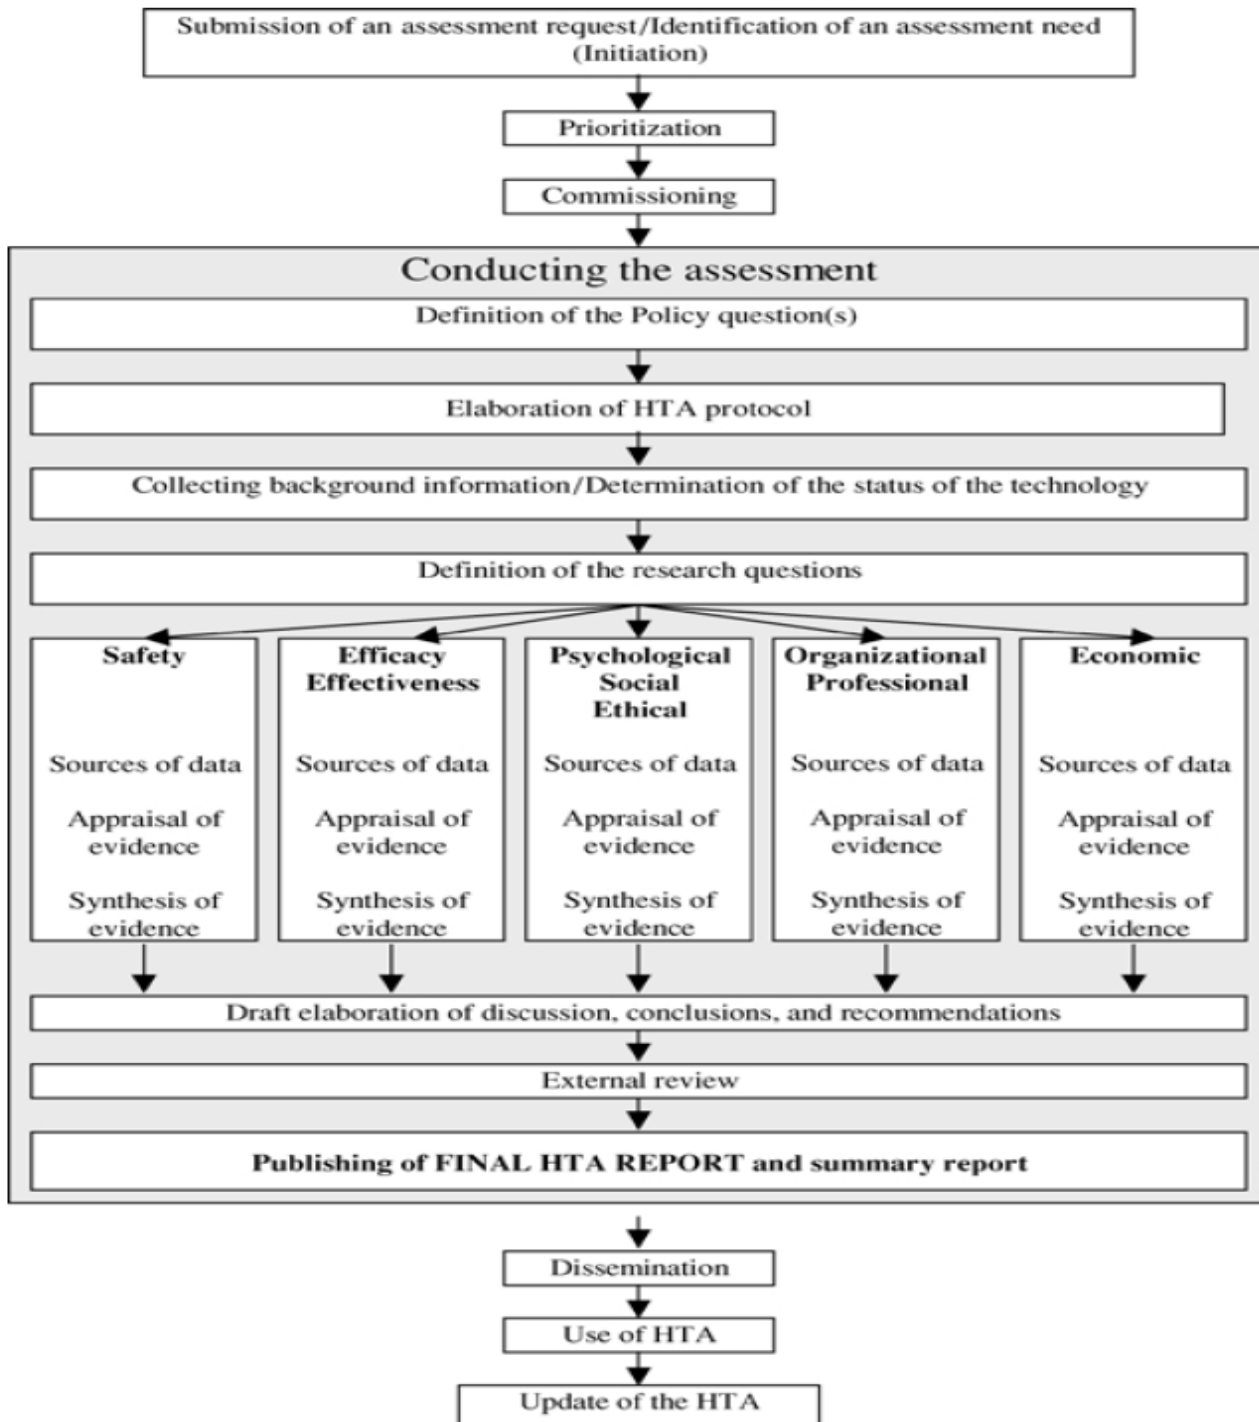 Submission of an assessment request/Identification of an assessment need
(Initiation)
Prioritization
Commissioning
Conducting the assessment
Definition of the Policy question(s)
Elaboration of HTA protocol
Collecting background information/Determination of the status of the technology
Definition of the research questions
Safety
Sources of data
Appraisal of
evidence
Synthesis of
evidence
Efficacy
Effectiveness
Sources of data
Appraisal of
evidence
Synthesis of
evidence
Psychological
Social
Ethical
Sources of data
Appraisal of
evidence
Synthesis of
evidence
Organizational
Professional
Sources of data
Appraisal of
evidence
Synthesis of
evidence
Economic
Sources of data
Appraisal of
evidence
Synthesis of
evidence
Draft elaboration of discussion, conclusions, and recommendations
External review
Publishing of FINAL HTA REPORT and summary report
Dissemination
Use of HTA
Update of the HTA